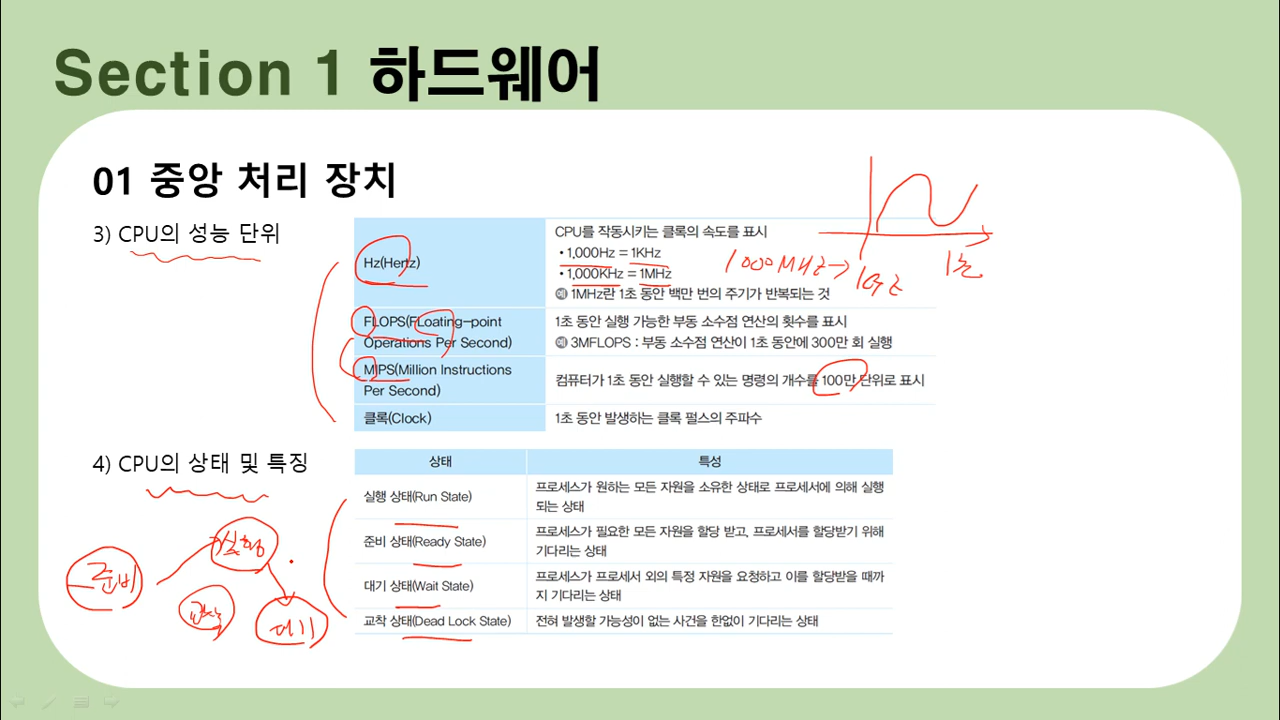 Section 1 하드웨어
01 중앙 처리 장치
3) CPU의 성능 단위
Hz(Hertz)
CPU를 작동시키는 클록의 속도를 표시
• 1,000Hz = 1KHz
• 1,000KHz = 1MHz
예 1MHz란 1초 동안 백만 번의 주기가 반복되는 것
1000MHz → 1GHz
1초
FLOPS(FLoating-point
Operations Per Second)
1초 동안 실행 가능한 부동 소수점 연산의 횟수를 표시
예 3MFLOPS : 부동 소수점 연산이 1초 동안에 300만 회 실행
MIPS(Million Instructions
Per Second)
컴퓨터가 1초 동안 실행할 수 있는 명령의 개수를 100만 단위로 표시
클록(Clock)
1초 동안 발생하는 클록 펄스의 주파수
4) CPU의 상태 및 특징
상태
특성
실행 상태(Run State)
프로세스가 원하는 모든 자원을 소유한 상태로 프로세서에 의해 실행
되는 상태
준비 상태(Ready State)
프로세스가 필요한 모든 자원을 할당 받고, 프로세서를 할당받기 위해
기다리는 상태
대기 상태(Wait State)
프로세스가 프로세서 외의 특정 자원을 요청하고 이를 할당받을 때까
지 기다리는 상태
교착 상태(Dead Lock State)
전혀 발생할 가능성이 없는 사건을 한없이 기다리는 상태
실행
준비
교착
대기